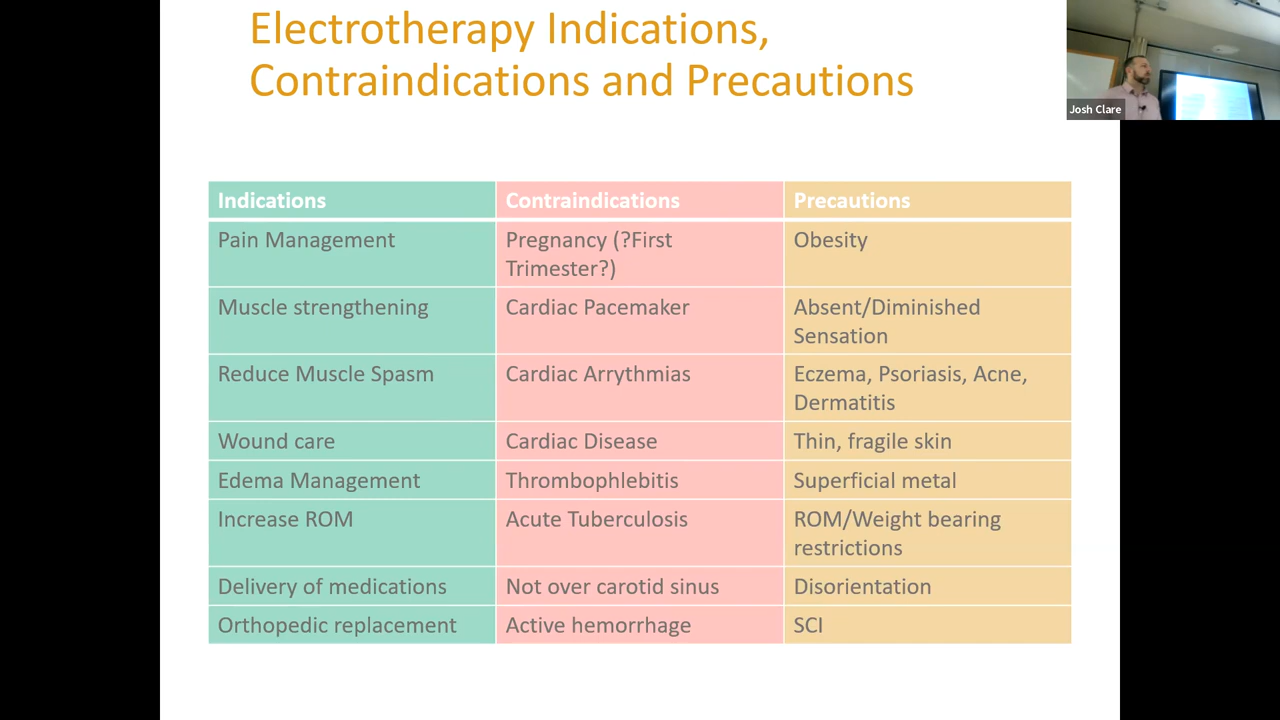 Electrotherapy Indications,
Contraindications and Precautions
Josh Clare
Indications
Contraindications
Precautions
Pain Management
Pregnancy (?First
Trimester?)
Obesity
Muscle strengthening
Cardiac Pacemaker
Absent/Diminished
Sensation
Reduce Muscle Spasm
Cardiac Arrythmias
Eczema, Psoriasis, Acne,
Dermatitis
Wound care
Cardiac Disease
Thin, fragile skin
Edema Management
Thrombophlebitis
Superficial metal
Increase ROM
Acute Tuberculosis
ROM/Weight bearing
restrictions
Delivery of medications
Not over carotid sinus
Disorientation
Orthopedic replacement
Active hemorrhage
SCI